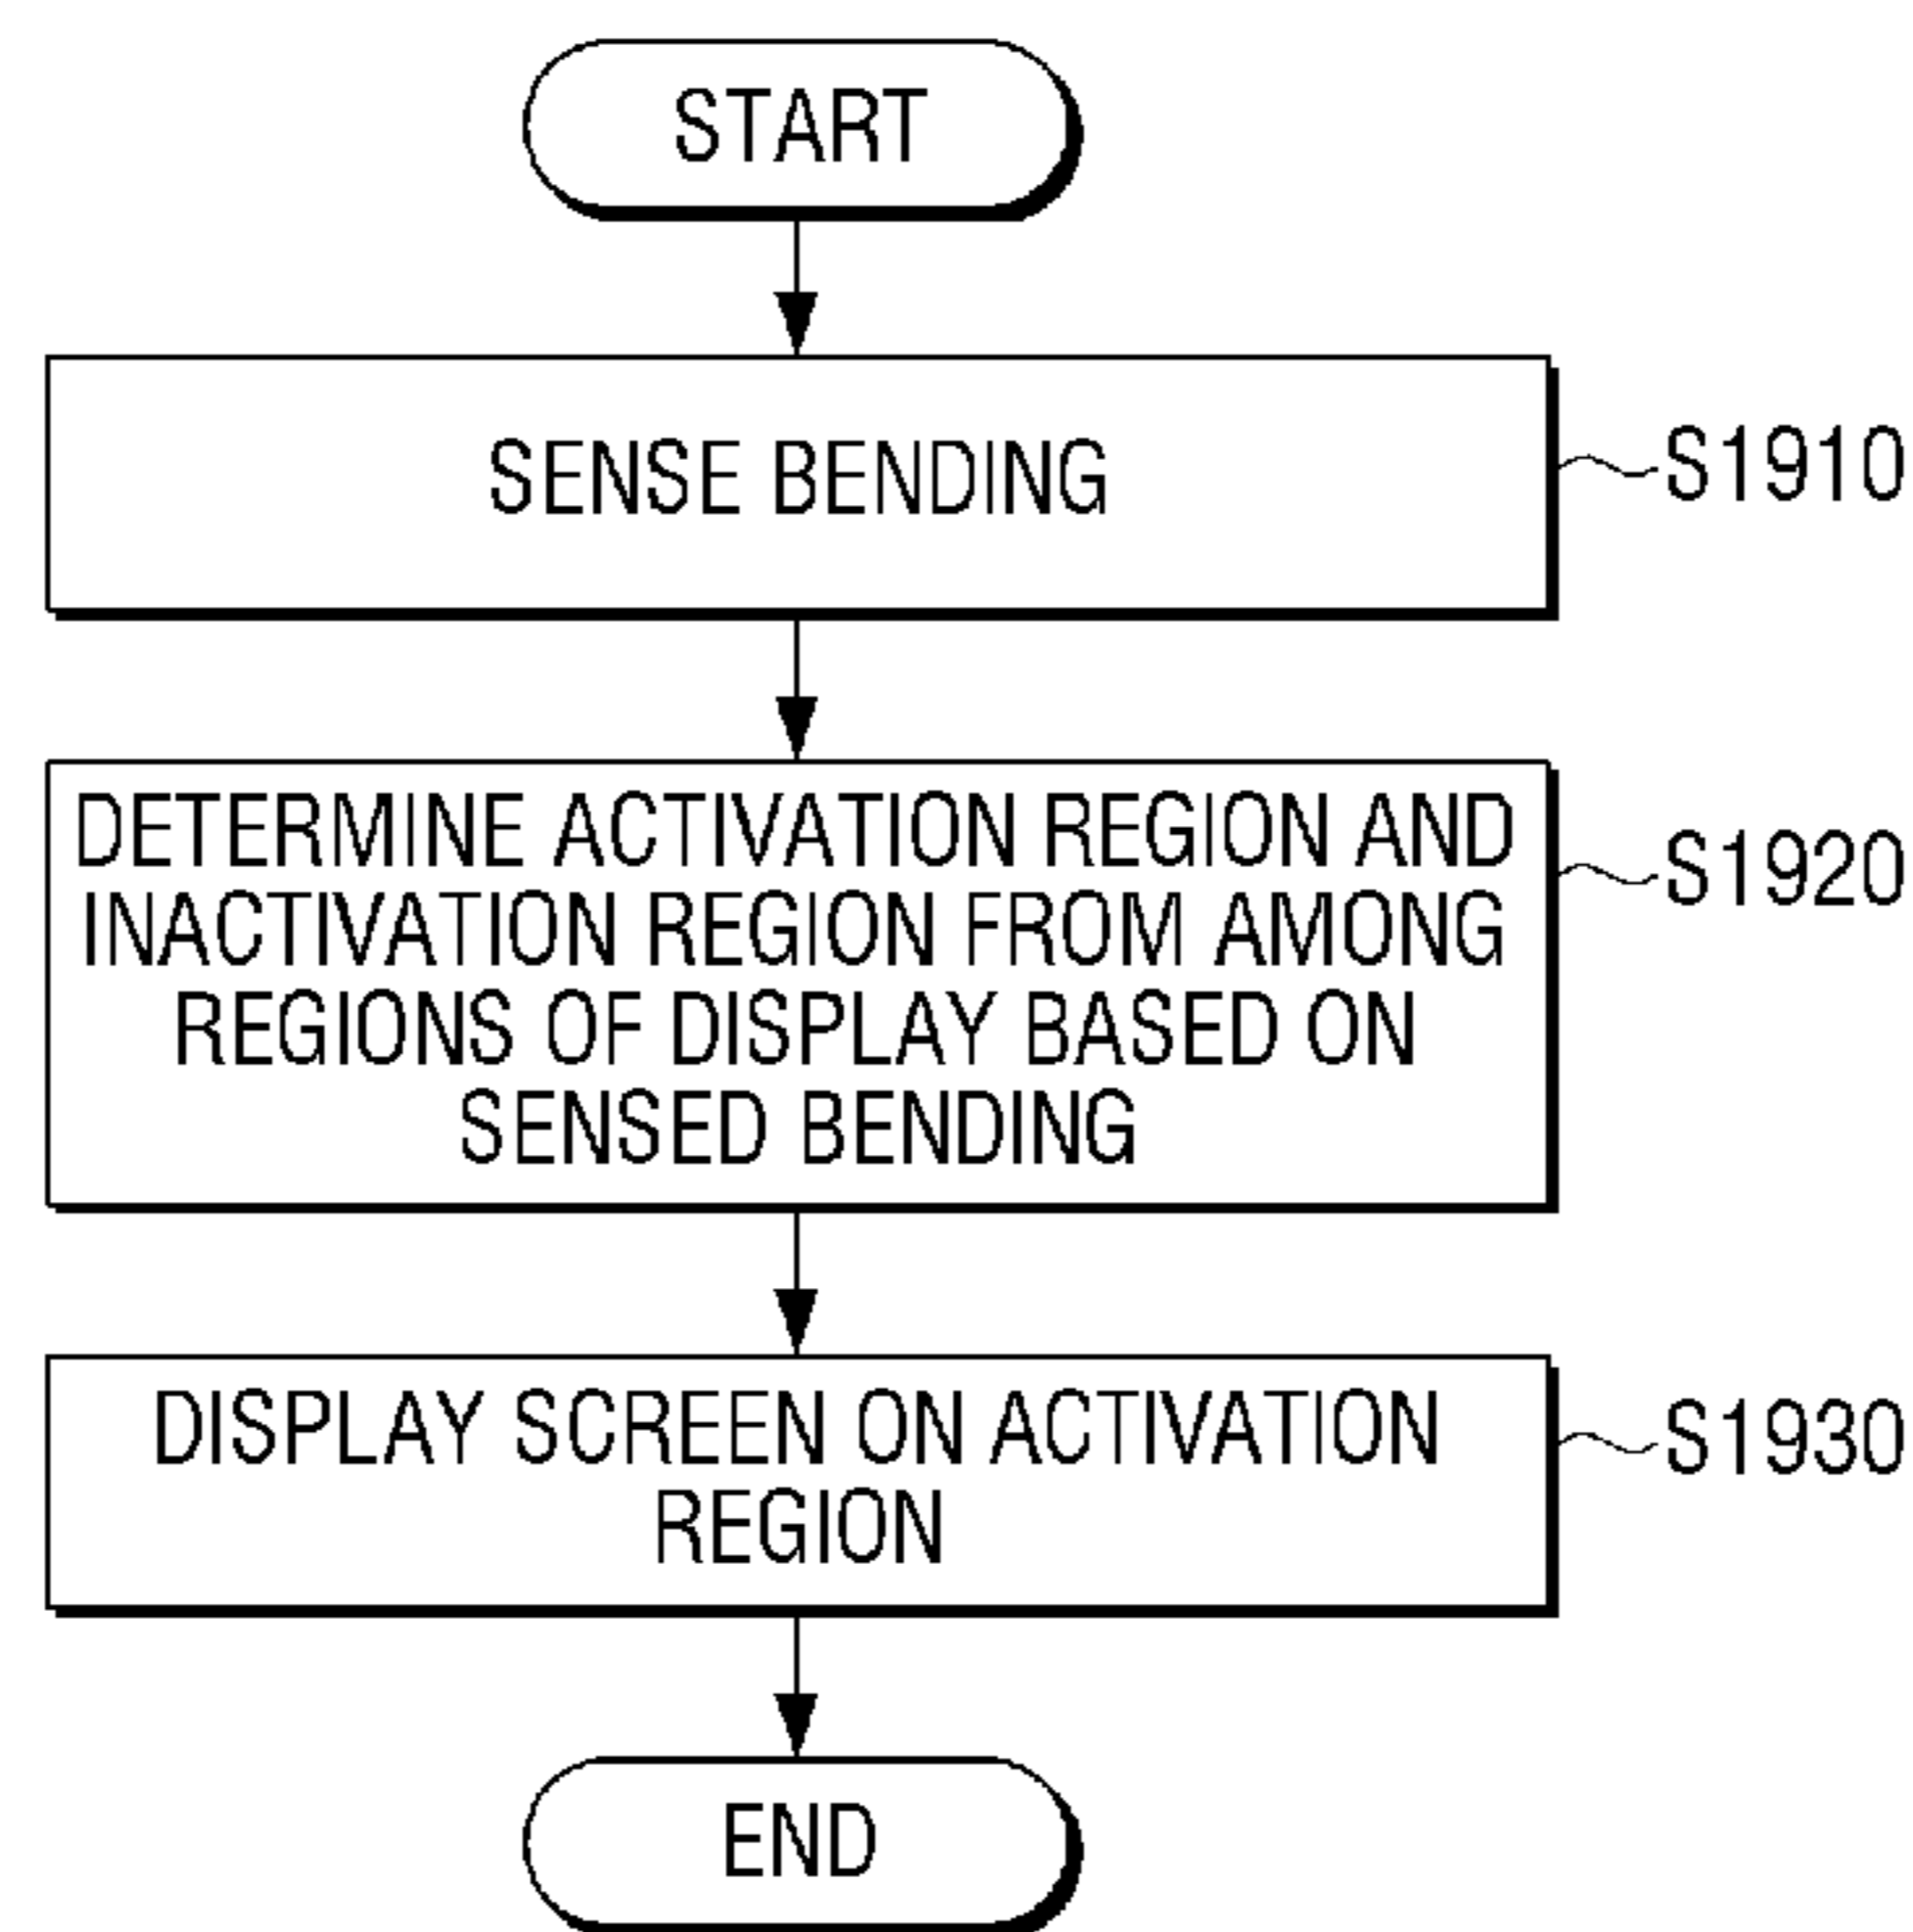 START
SENSE BENDING
S1910
DETERMINE ACTIVATION REGION AND
INACTIVATION REGION FROM AMONG
REGIONS OF DISPLAY BASED ON
SENSED BENDING
S1920
DISPLAY SCREEN ON ACTIVATION
REGION
S1930
END